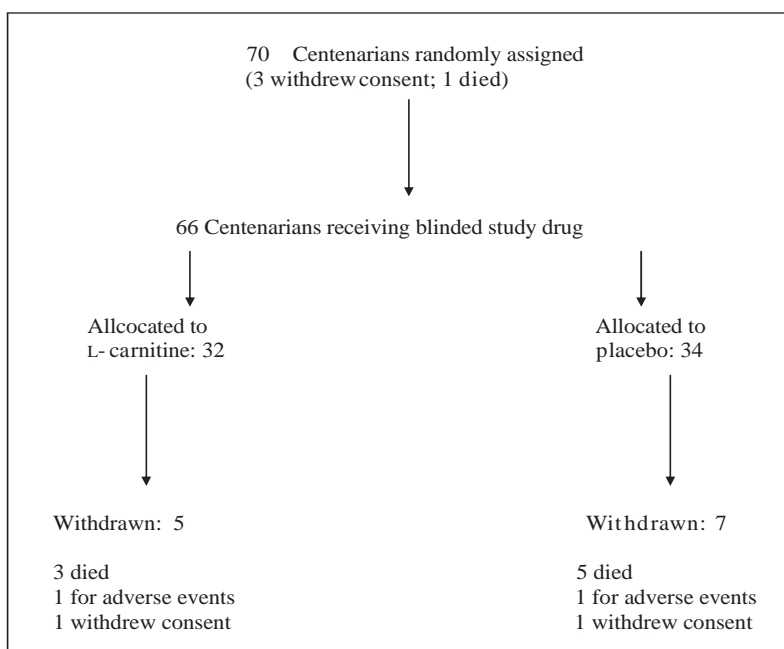 70 Centenarians randomly assigned
(3 withdrew consent; 1 died)
66 Centenarians receiving blinded study drug
Allcocated to
L-carnitine: 32
Allocated to
placebo: 34
Withdrawn: 5
3 died
1 for adverse events
1 withdrew consent
Withdrawn: 7
5 died
1 for adverse events
1 withdrew consent